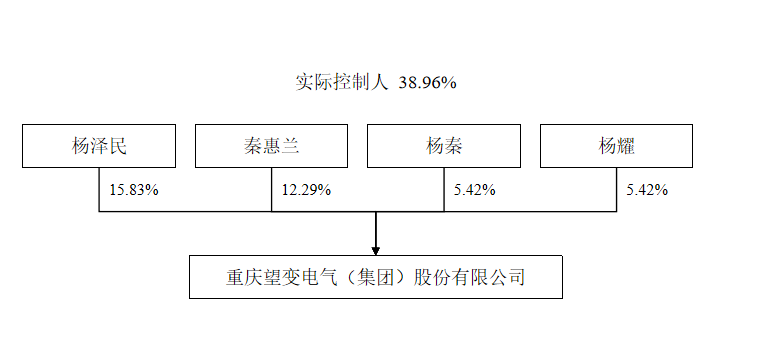 实际控制人 38.96%
杨泽民
秦惠兰
杨秦
杨耀
15.83%
12.29%
5.42%
5.42%
重庆望变电气（集团）股份有限公司